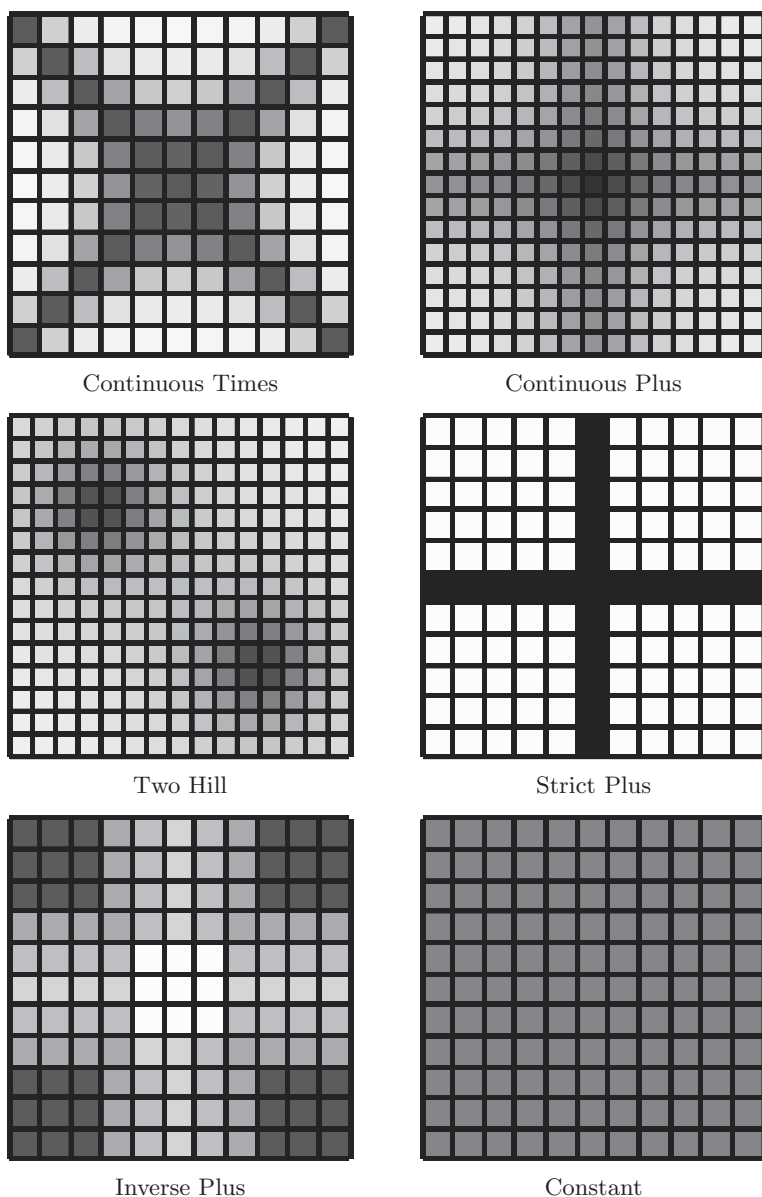 Continuous Times
Continuous Plus
Two Hill
Strict Plus
Inverse Plus
Constant